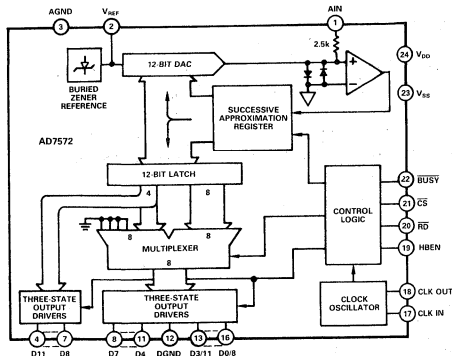 AGND
VREF
AIN
3
2
1
2.5k
BURIED
ZENER
REFERENCE
12-BIT DAC
+
−
24 VDD
23 VSS
SUCCESSIVE
APPROXIMATION
REGISTER
AD7572
12-BIT LATCH
4
8
8
8
8
MULTIPLEXER
8
CONTROL
LOGIC
22 BUSY
21 CS
20 RD
19 HBEN
THREE-STATE
OUTPUT
DRIVERS
THREE-STATE
OUTPUT
DRIVERS
CLOCK
OSCILLATOR
18 CLK OUT
17 CLK IN
4
7
8
11
12
13
16
D11
D8
D7
D4
DGND
D3/11
D0/8